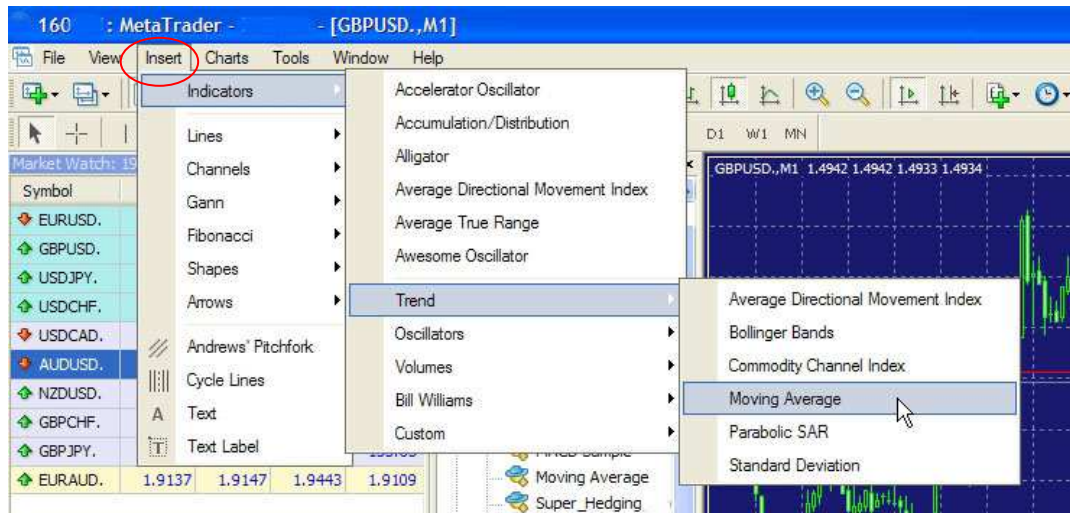 160 : MetaTrader - - [GBPUSD.,M1]
File View Insert Charts Tools Window Help
Indicators
Lines
Channels
Gann
Fibonacci
Shapes
Arrows
Andrews' Pitchfork
Cycle Lines
A Text
T Text Label
Accelerator Oscillator
Accumulation/Distribution
Alligator
Average Directional Movement Index
Average True Range
Awesome Oscillator
Trend
Oscillators
Volumes
Bill Williams
Custom
Average Directional Movement Index
Bollinger Bands
Commodity Channel Index
Moving Average
Parabolic SAR
Standard Deviation
D1 W1 MN
Market Watch: 19
Symbol
EURUSD.
GBPUSD.
USDJPY.
USDCHF.
USDCAD.
AUDUSD.
NZDUSD.
GBPCHF.
GBPJPY.
EURAUD. 1.9137 1.9147 1.9443 1.9109
GBPUSD.,M1 1.4942 1.4942 1.4933 1.4934
MACD Sample
Moving Average
Super_Hedging